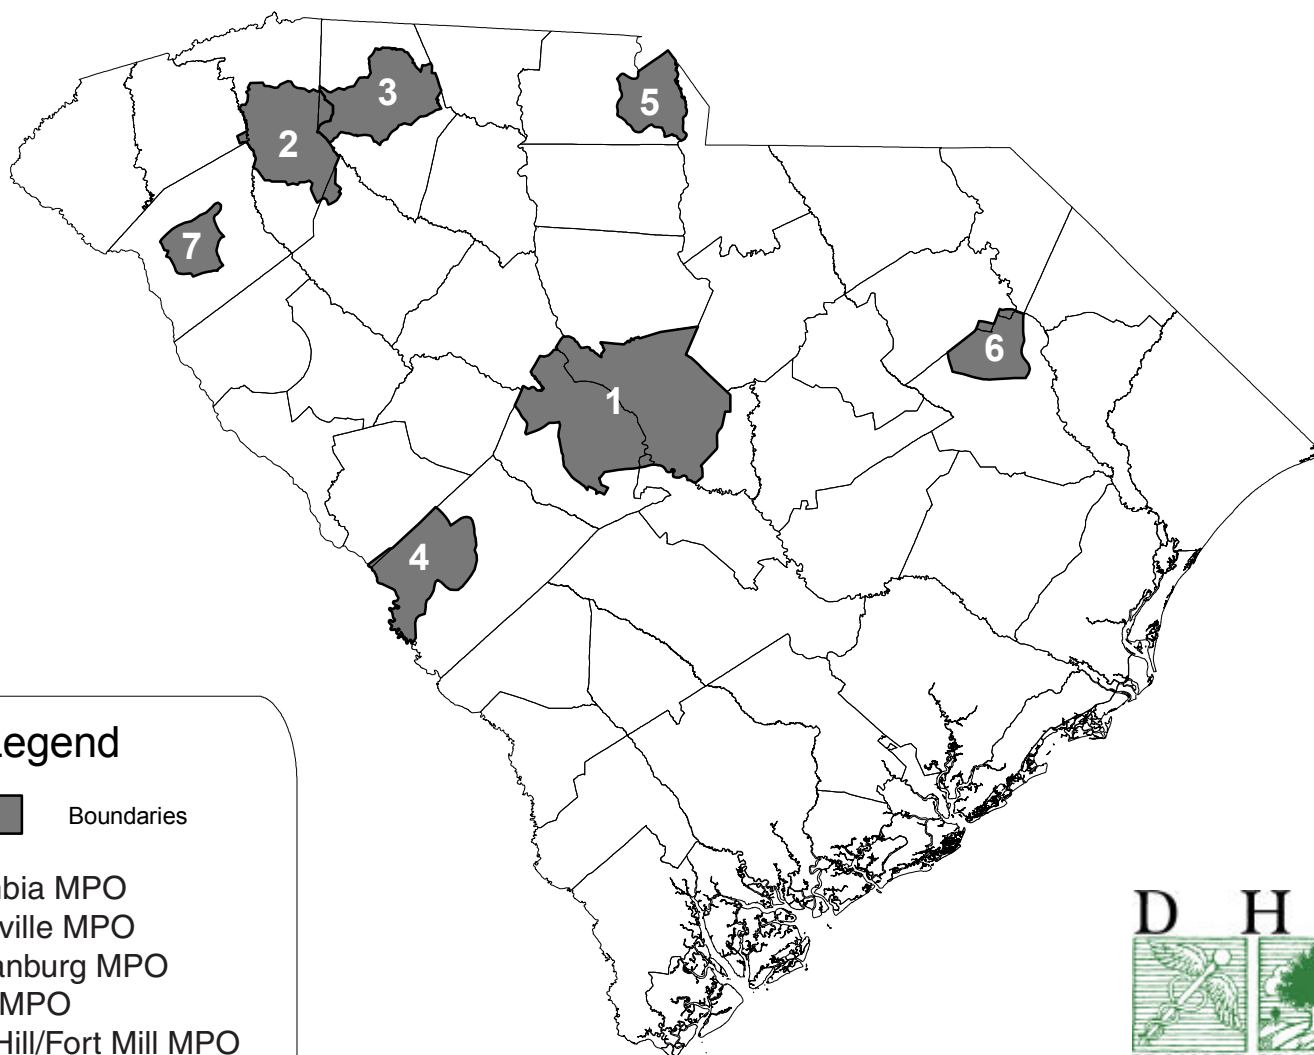 3
5
2
7
6
1
4
Legend
Boundaries
bia MPO
ville MPO
anburg MPO
MPO
Hill/Fort Mill MPO
D H